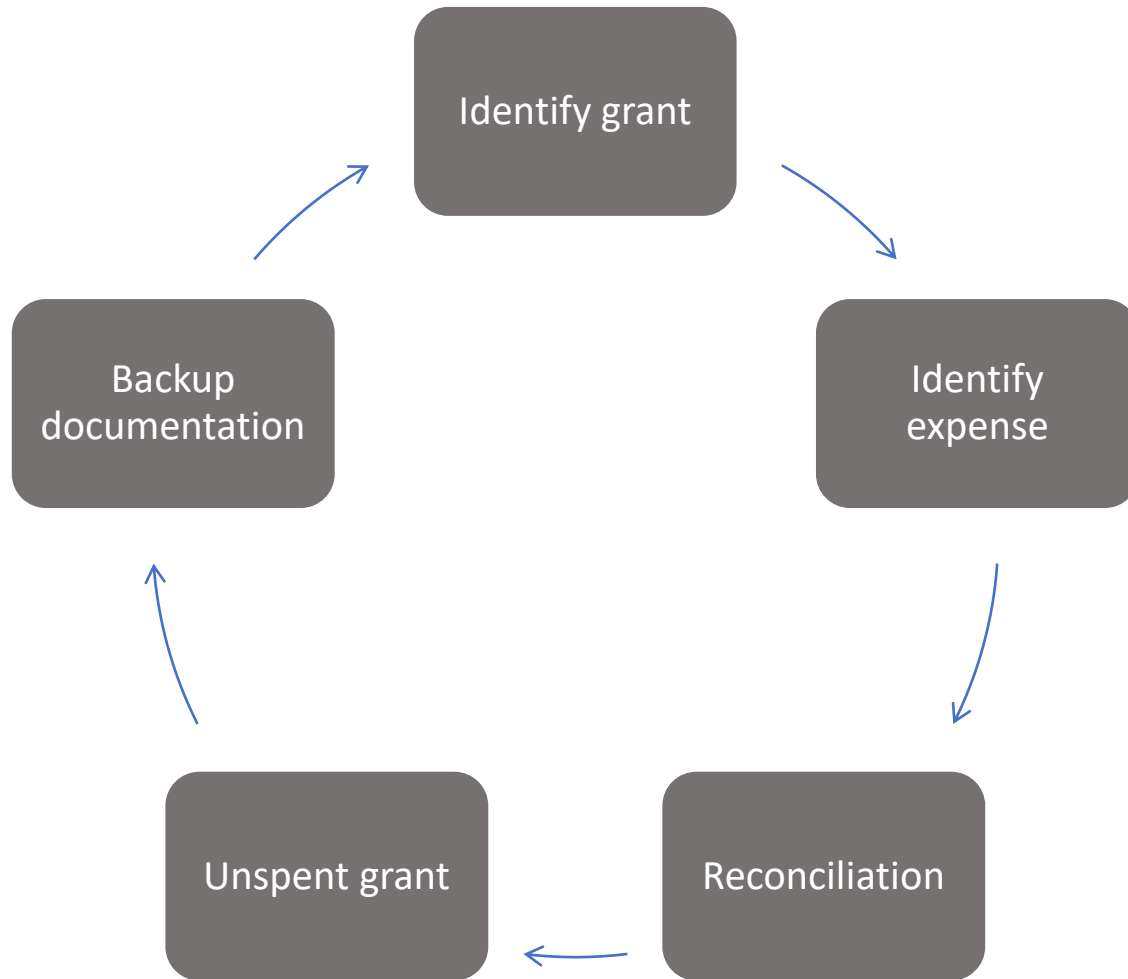 Identify grant
Identify
expense
Reconciliation
Unspent grant
Backup
documentation